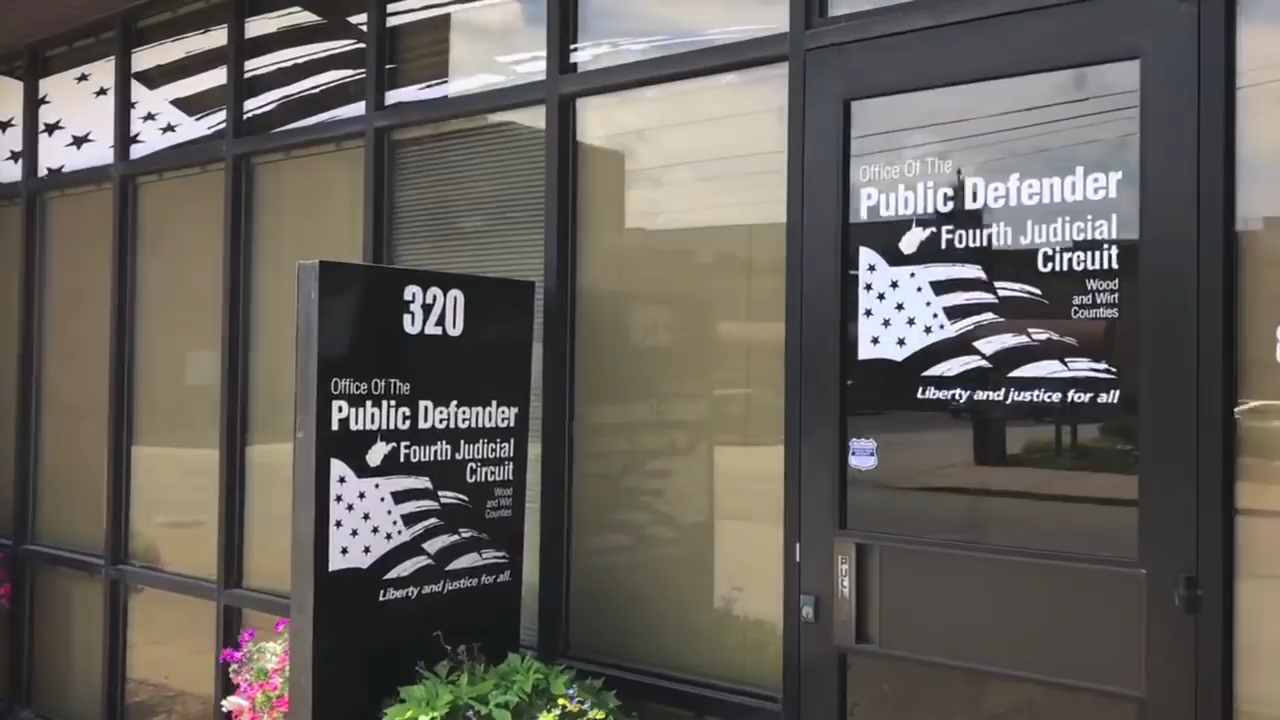 320
Office Of The
Public Defender
Fourth Judicial
Circuit
Wood
and Wirt
Counties
Liberty and justice for all.
Office Of The
Public Defender
Fourth Judicial
Circuit
Wood
and Wirt
Counties
Liberty and justice for all
PULL